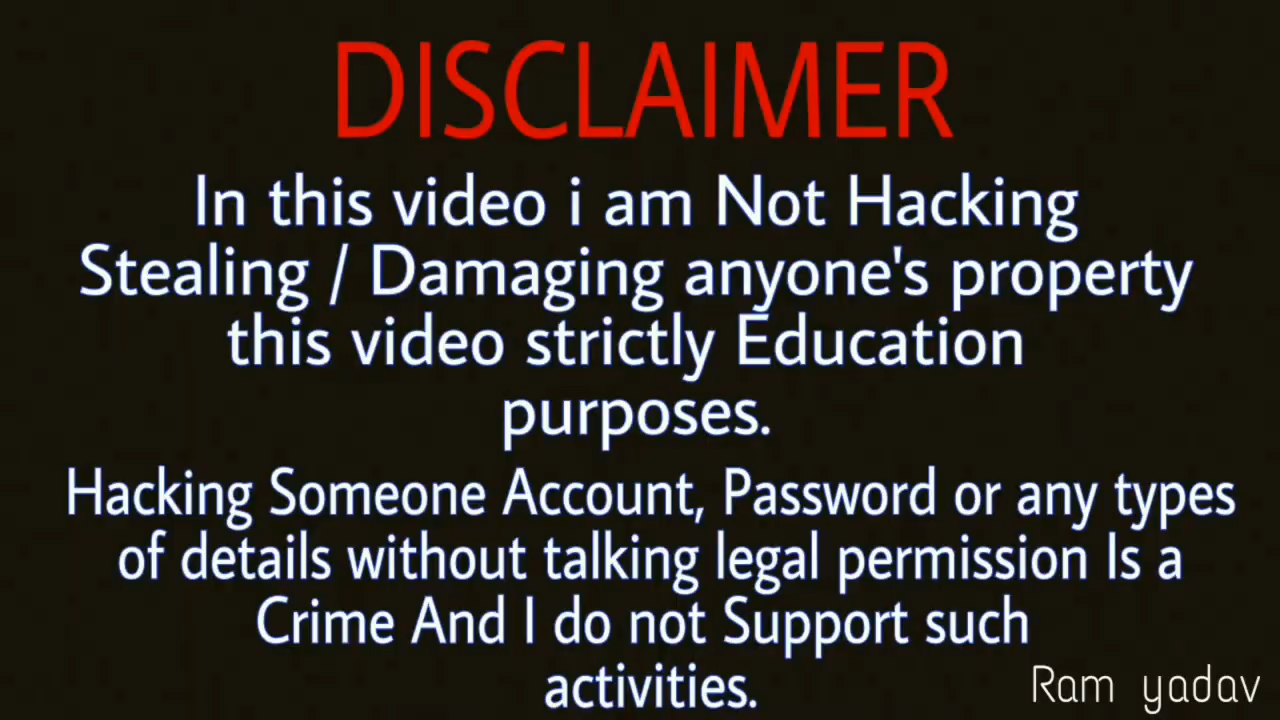 DISCLAIMER
In this video i am Not Hacking
Stealing / Damaging anyone's property
this video strictly Education
purposes.
Hacking Someone Account, Password or any types
of details without talking legal permission Is a
Crime And I do not Support such
activities.
Ram yadav